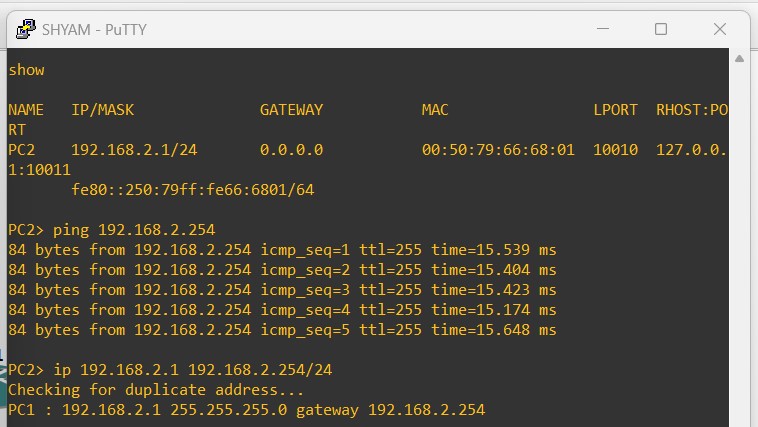 SHYAM - PuTTY
show
NAME IP/MASK GATEWAY MAC LPORT RHOST:PO
RT
PC2 192.168.2.1/24 0.0.0.0 00:50:79:66:68:01 10010 127.0.0.
1:10011
fe80::250:79ff:fe66:6801/64
PC2> ping 192.168.2.254
84 bytes from 192.168.2.254 icmp_seq=1 ttl=255 time=15.539 ms
84 bytes from 192.168.2.254 icmp_seq=2 ttl=255 time=15.404 ms
84 bytes from 192.168.2.254 icmp_seq=3 ttl=255 time=15.423 ms
84 bytes from 192.168.2.254 icmp_seq=4 ttl=255 time=15.174 ms
84 bytes from 192.168.2.254 icmp_seq=5 ttl=255 time=15.648 ms
PC2> ip 192.168.2.1 192.168.2.254/24
Checking for duplicate address...
PC1 : 192.168.2.1 255.255.255.0 gateway 192.168.2.254